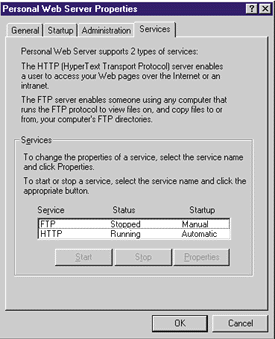 Personal Web Server Properties
General Startup Administration Services
Personal Web Server supports 2 types of services:
The HTTP (HyperText Transport Protocol) server enables
a user to access your Web pages over the Internet or an
intranet.
The FTP server enables someone using any computer that
runs the FTP protocol to view files on, and copy files to or
from, your computer's FTP directories.
Services
To change the properties of a service, select the service name
and click Properties.
To start or stop a service, select the service name and click the
appropriate button.
Service Status Startup
FTP Stopped Manual
HTTP Running Automatic
Start Stop Properties
OK Cancel